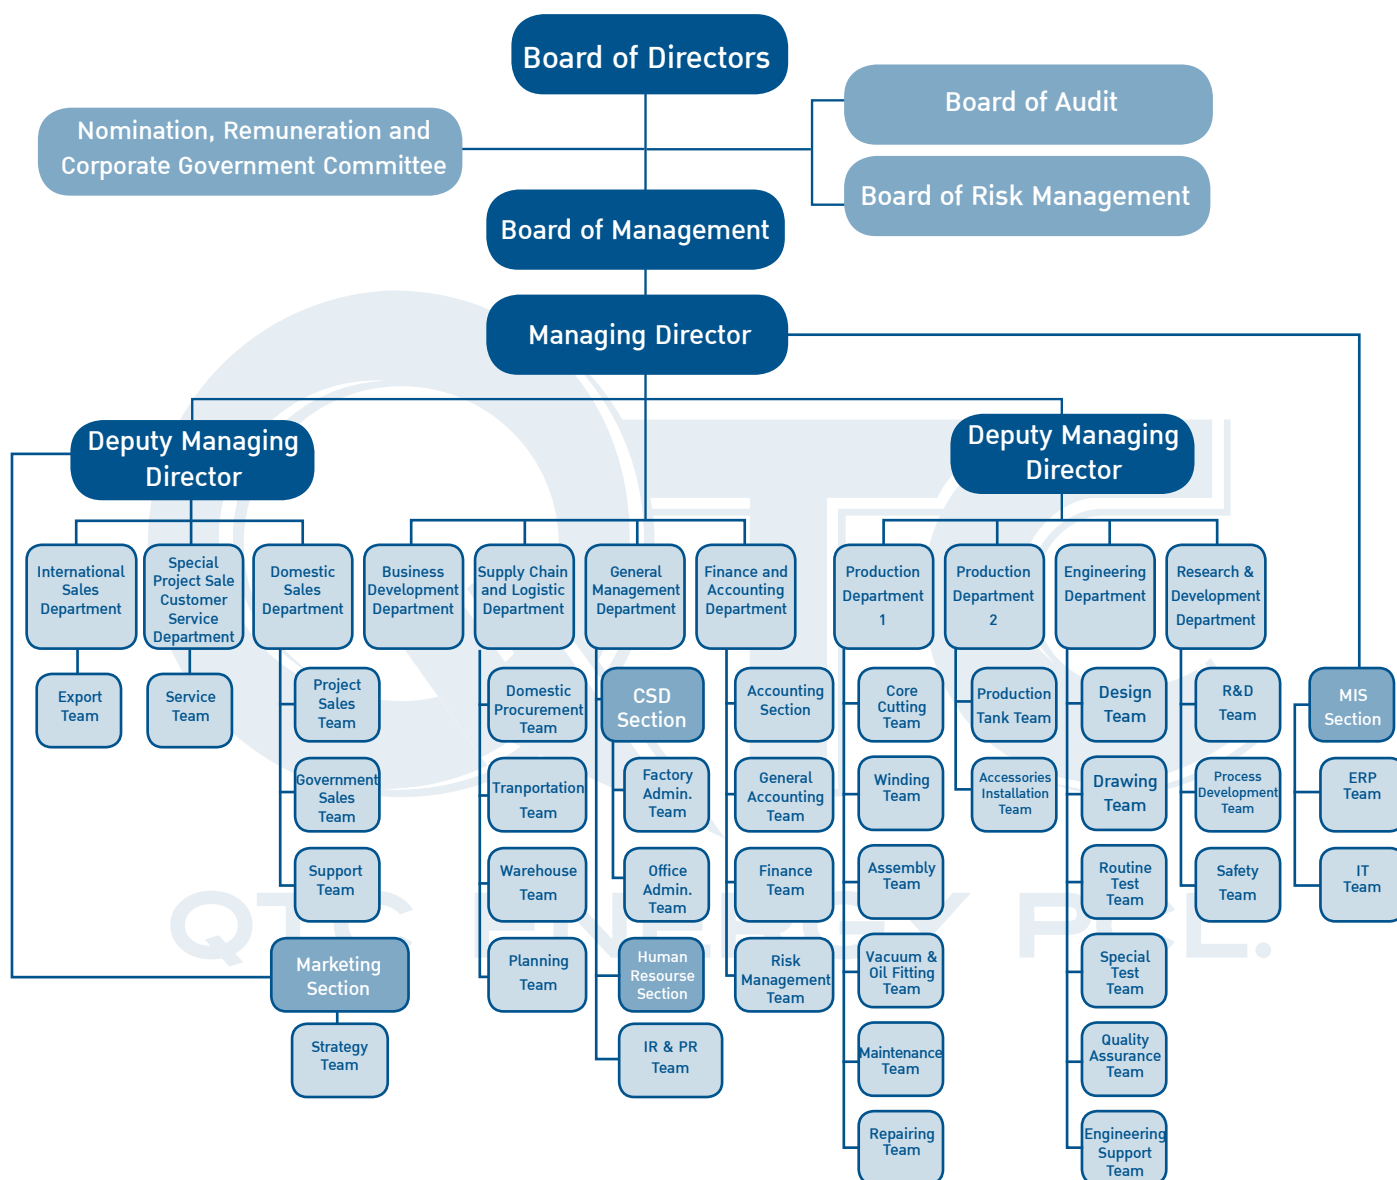 Board of Directors
Board of Audit
Nomination, Remuneration and
Corporate Government Committee
Board of Risk Management
Board of Management
Managing Director
Deputy Managing
Director
Deputy Managing
Director
International
Sales
Department
Special
Project Sale
Customer
Service
Department
Domestic
Sales
Department
Business
Development
Department
Supply Chain
and Logistic
Department
General
Management
Department
Finance and
Accounting
Department
Production
Department
1
Production
Department
2
Engineering
Department
Research &
Development
Department
Export
Team
Service
Team
Project
Sales
Team
Government
Sales
Team
Support
Team
Marketing
Section
Strategy
Team
Domestic
Procurement
Team
Tranportation
Team
Warehouse
Team
Planning
Team
CSD
Section
Factory
Admin.
Team
Office
Admin.
Team
Human
Resourse
Section
IR & PR
Team
Accounting
Section
General
Accounting
Team
Finance
Team
Risk
Management
Team
Core
Cutting
Team
Winding
Team
Assembly
Team
Vacuum &
Oil Fitting
Team
Maintenance
Team
Repairing
Team
Production
Tank Team
Accessories
Installation
Team
Design
Team
Drawing
Team
Routine
Test
Team
Special
Test
Team
Quality
Assurance
Team
Engineering
Support
Team
R&D
Team
Process
Development
Team
Safety
Team
MIS
Section
ERP
Team
IT
Team
QTC
QTC ENERGY PCL.